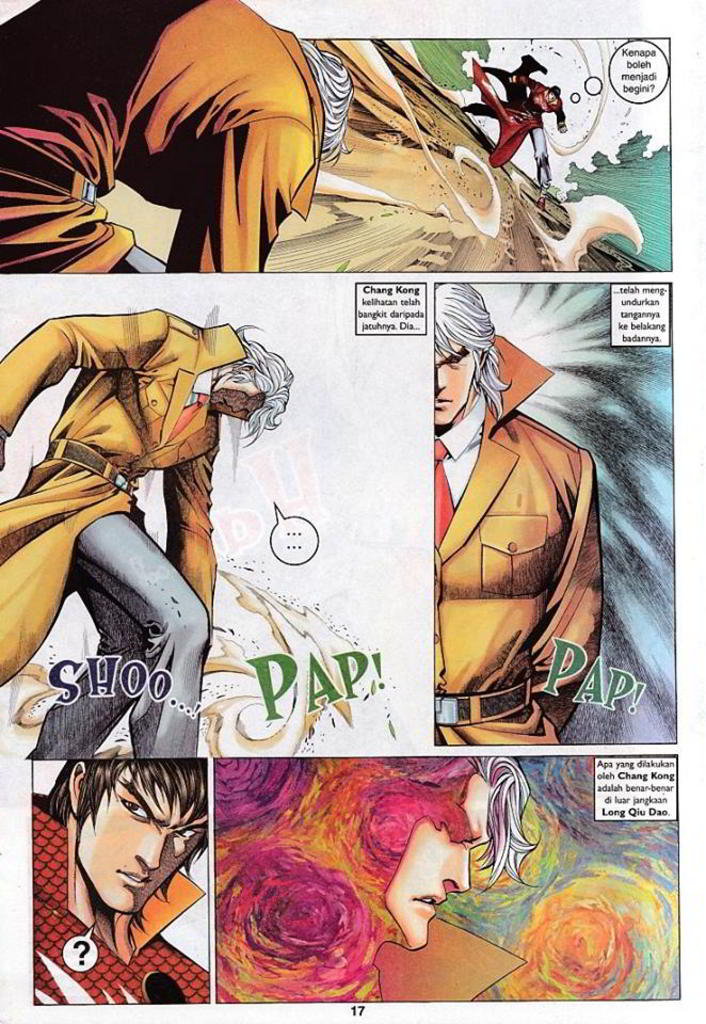 Kenapa
boleh
menjadi
begini?
Chang Kong
kelihatan telah
bangkit daripada
jatuhnya. Dia...
...telah meng-
undurkan
tangannya
ke belakang
badannya.
...
...
SHOO...!
PAP!
PAP!
?
Apa yang dilakukan
oleh Chang Kong
adalah benar-benar
di luar jangkaan
Long Qiu Dao.
17